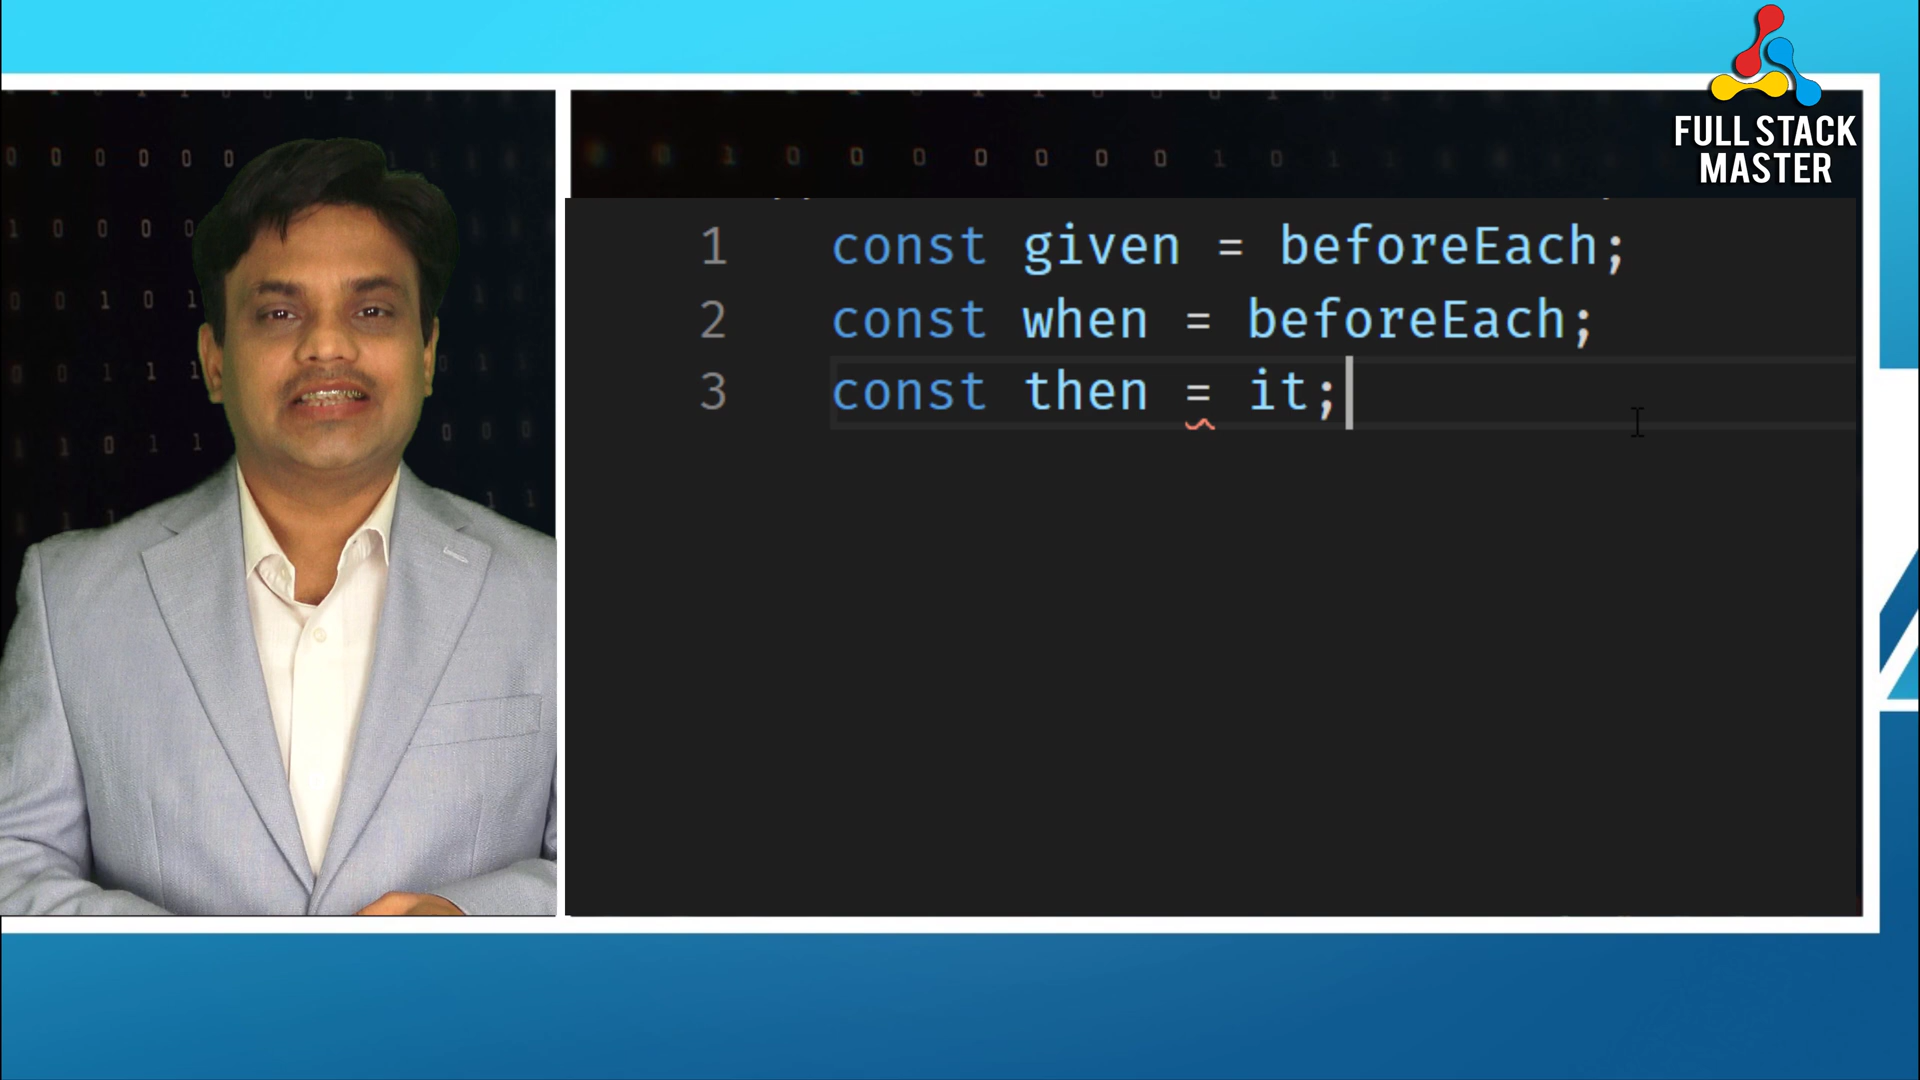 FULL STACK
MASTER
1 const given = beforeEach;
2 const when = beforeEach;
3 const then = it;